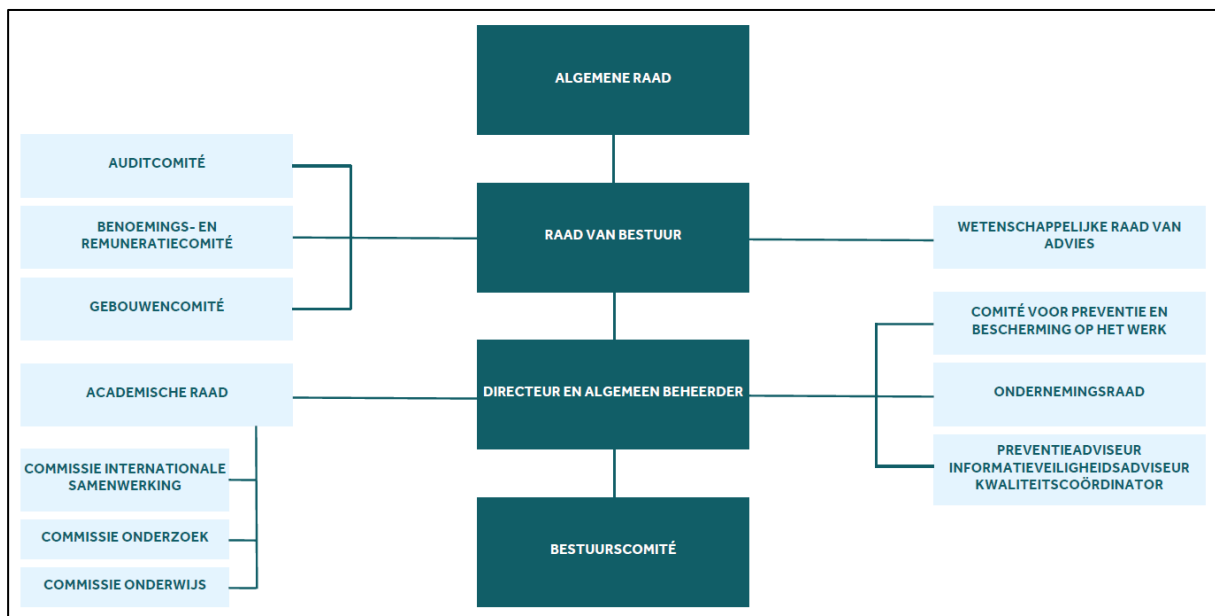 ALGEMENE RAAD
AUDITCOMITÉ
BENOEMINGS- EN
REMUNERATIECOMITÉ
GEBOUWENCOMITÉ
RAAD VAN BESTUUR
WETENSCHAPPELIJKE RAAD VAN
ADVIES
ACADEMISCHE RAAD
COMMISSIE INTERNATIONALE
SAMENWERKING
COMMISSIE ONDERZOEK
COMMISSIE ONDERWIJS
DIRECTEUR EN ALGEMEEN BEHEERDER
COMITÉ VOOR PREVENTIE EN
BESCHERMING OP HET WERK
ONDERNEMINGSRAAD
PREVENTIEADVISEUR
INFORMATIEVEILIGHEIDSADVISEUR
KWALITEITSCOÖRDINATOR
BESTUURSCOMITÉ